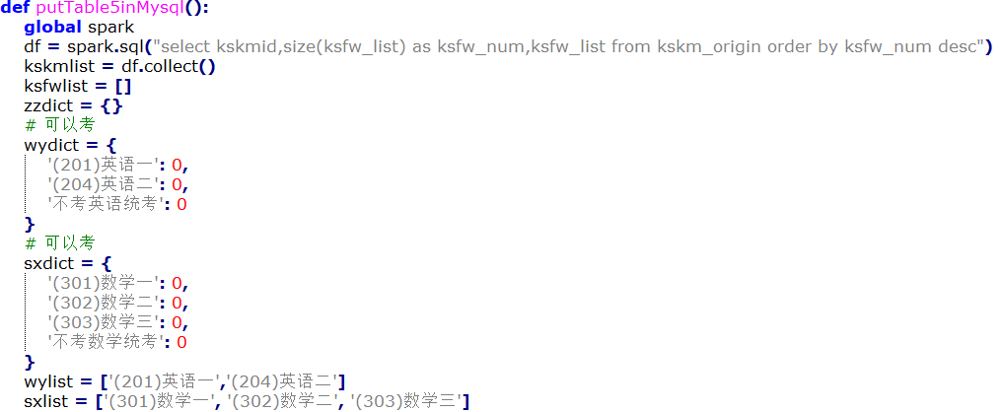 def putTable5inMysql():
    global spark
    df = spark.sql("select kskmid,size(ksfw_list) as ksfw_num,ksfw_list from kskm_origin order by ksfw_num desc")
    kskmlist = df.collect()
    ksfwlist = []
    zzdict = {}
    # 可以考
    wydict = {
        '(201)英语一': 0,
        '(204)英语二': 0,
        '不考英语统考': 0
    }
    # 可以考
    sxdict = {
        '(301)数学一': 0,
        '(302)数学二': 0,
        '(303)数学三': 0,
        '不考数学统考': 0
    }
    wylist = ['(201)英语一','(204)英语二']
    sxlist = ['(301)数学一', '(302)数学二', '(303)数学三']